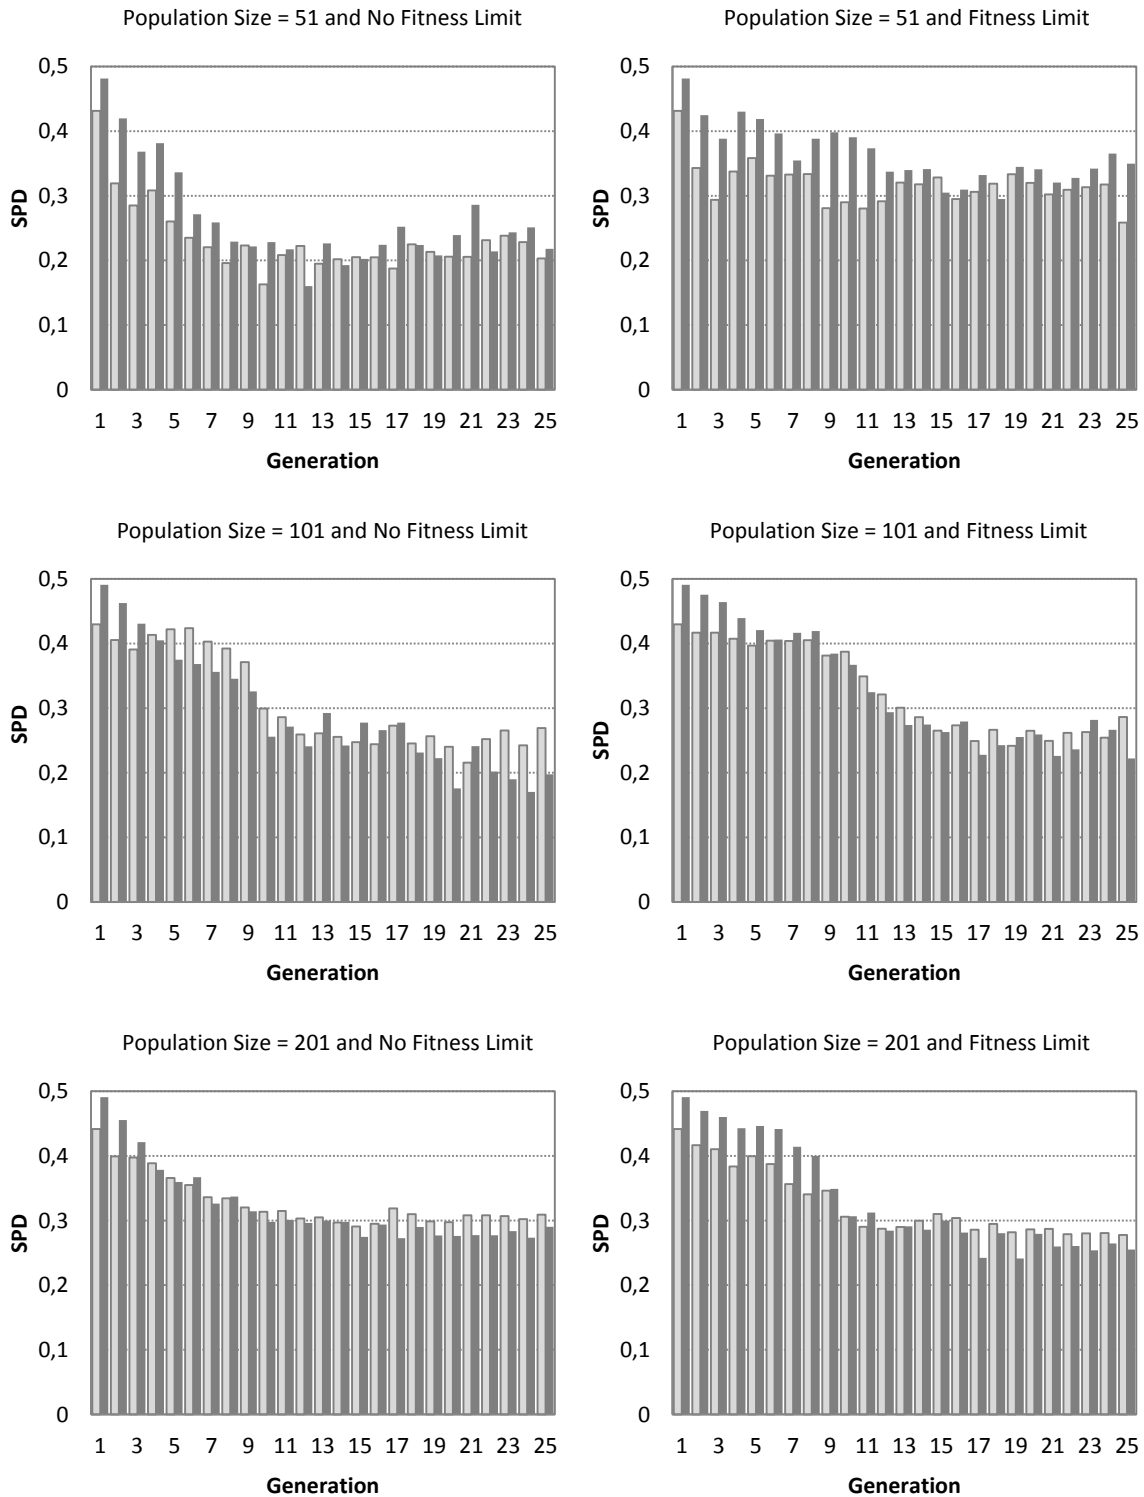 Population Size = 51 and No Fitness Limit
0,5
0,4
0,3
0,2
0,1
0
SPD
1 3 5 7 9 11 13 15 17 19 21 23 25
Generation
Population Size = 51 and Fitness Limit
0,5
0,4
0,3
0,2
0,1
0
SPD
1 3 5 7 9 11 13 15 17 19 21 23 25
Generation
Population Size = 101 and No Fitness Limit
0,5
0,4
0,3
0,2
0,1
0
SPD
1 3 5 7 9 11 13 15 17 19 21 23 25
Generation
Population Size = 101 and Fitness Limit
0,5
0,4
0,3
0,2
0,1
0
SPD
1 3 5 7 9 11 13 15 17 19 21 23 25
Generation
Population Size = 201 and No Fitness Limit
0,5
0,4
0,3
0,2
0,1
0
SPD
1 3 5 7 9 11 13 15 17 19 21 23 25
Generation
Population Size = 201 and Fitness Limit
0,5
0,4
0,3
0,2
0,1
0
SPD
1 3 5 7 9 11 13 15 17 19 21 23 25
Generation